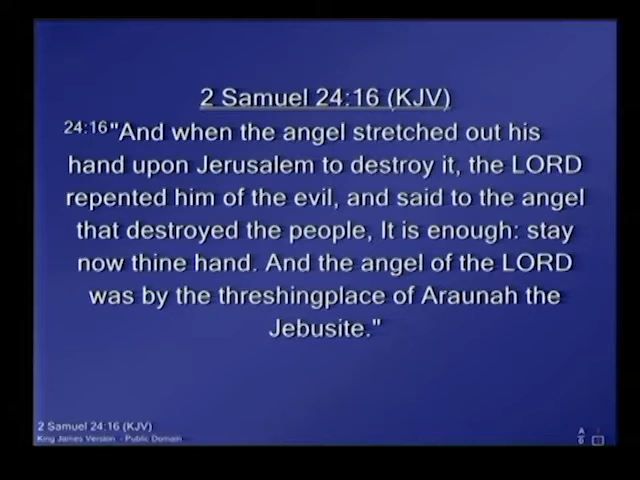 2 Samuel 24:16 (KJV)
24:16"And when the angel stretched out his
hand upon Jerusalem to destroy it, the LORD
repented him of the evil, and said to the angel
that destroyed the people, It is enough: stay
now thine hand. And the angel of the LORD
was by the threshingplace of Araunah the
Jebusite."
2 Samuel 24:16 (KJV)
King James Version - Public Domain